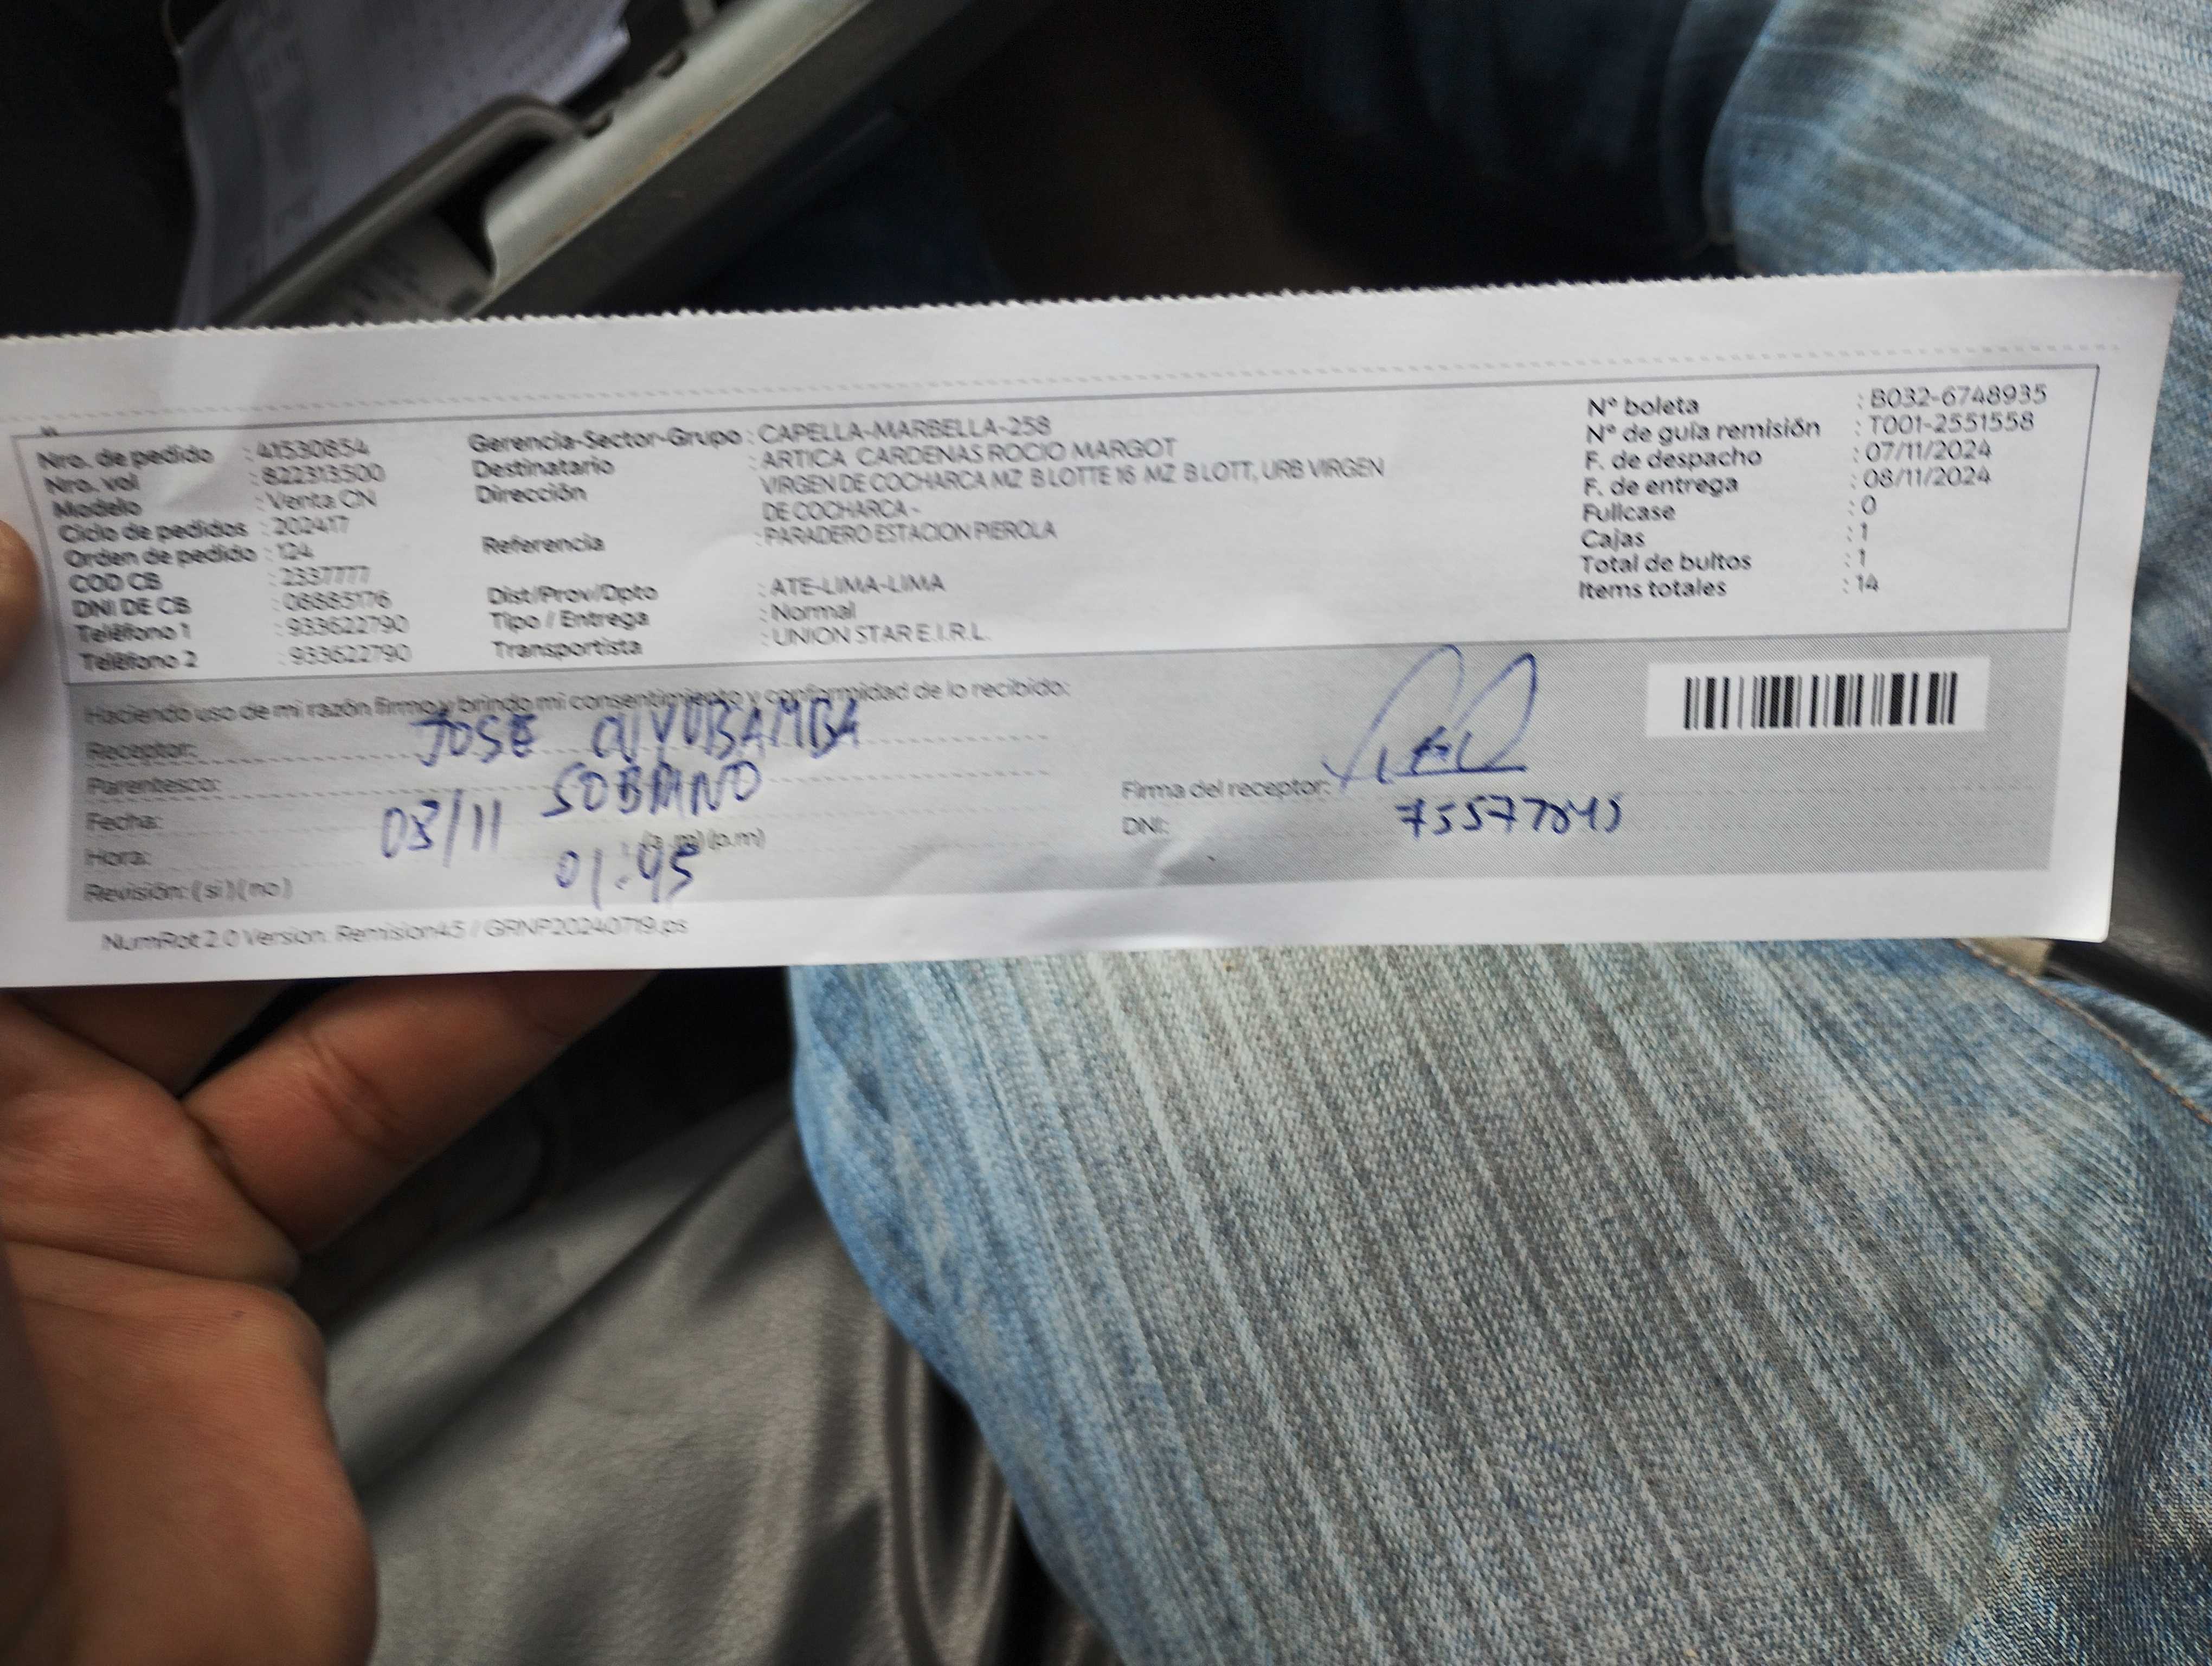 Nro. de pedido : 41530854
Nro. vol : 822313500
Modelo : Venta CN
Ciclo de pedidos : 202417
Orden de pedido : 124
COD CB : 2337777
DNI DE CB : 08885176
Teléfono 1 : 933622790
Teléfono 2 : 933622790
Gerencia-Sector-Grupo : CAPELLA-MARBELLA-258
Destinatario : ARTICA CARDENAS ROCIO MARGOT
Dirección VIRGEN DE COCHARCA MZ B LOTTE 16 MZ B LOTT, URB VIRGEN
DE COCHARCA -
Referencia : PARADERO ESTACION PIEROLA
Dist/Prov/Dpto : ATE-LIMA-LIMA
Tipo / Entrega : Normal
Transportista : UNION STAR E.I.R.L.
N° boleta : B032-6748935
N° de guía remisión : T001-2551558
F. de despacho : 07/11/2024
F. de entrega : 08/11/2024
Fullcase : 0
Cajas : 1
Total de bultos : 1
Items totales : 14
Haciendo uso de mi razón firmo y brindo mi consentimiento y conformidad de lo recibido:
Receptor: JOSE CUYUBAMBA
Parentesco: SOBRINO
Fecha: 08/11
Hora: 01:45 (a.m) (p.m)
Revisión: ( si ) ( no )
Firma del receptor:
DNI:
NumRot 2.0 Version: Remision45 / GRNP20240719.ps